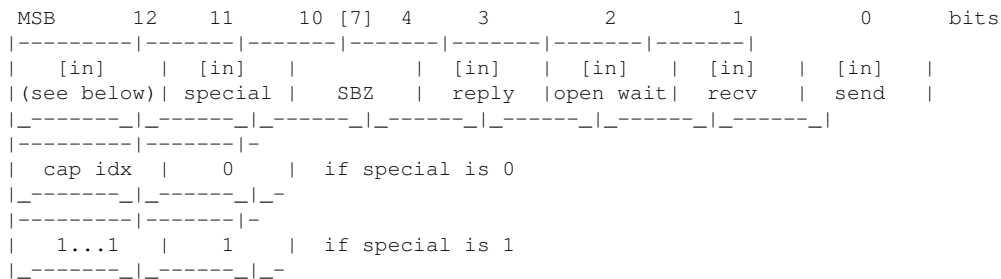 MSB 12 11 10 [7] 4 3 2 1 0 bits
|---------|-------|-------|-------|-------|-------|-------|
| [in] | [in] | | [in] | [in] | [in] | [in] |
|(see below)| special | SBZ | reply |open wait| recv | send |
|_-------_|_------_|_------_|_------_|_------_|_------_|_------_|
|---------|-------|-
| cap idx | 0 | if special is 0
|_-------_|_------_|_-
|---------|-------|-
| 1...1 | 1 | if special is 1
|_-------_|_------_|_-